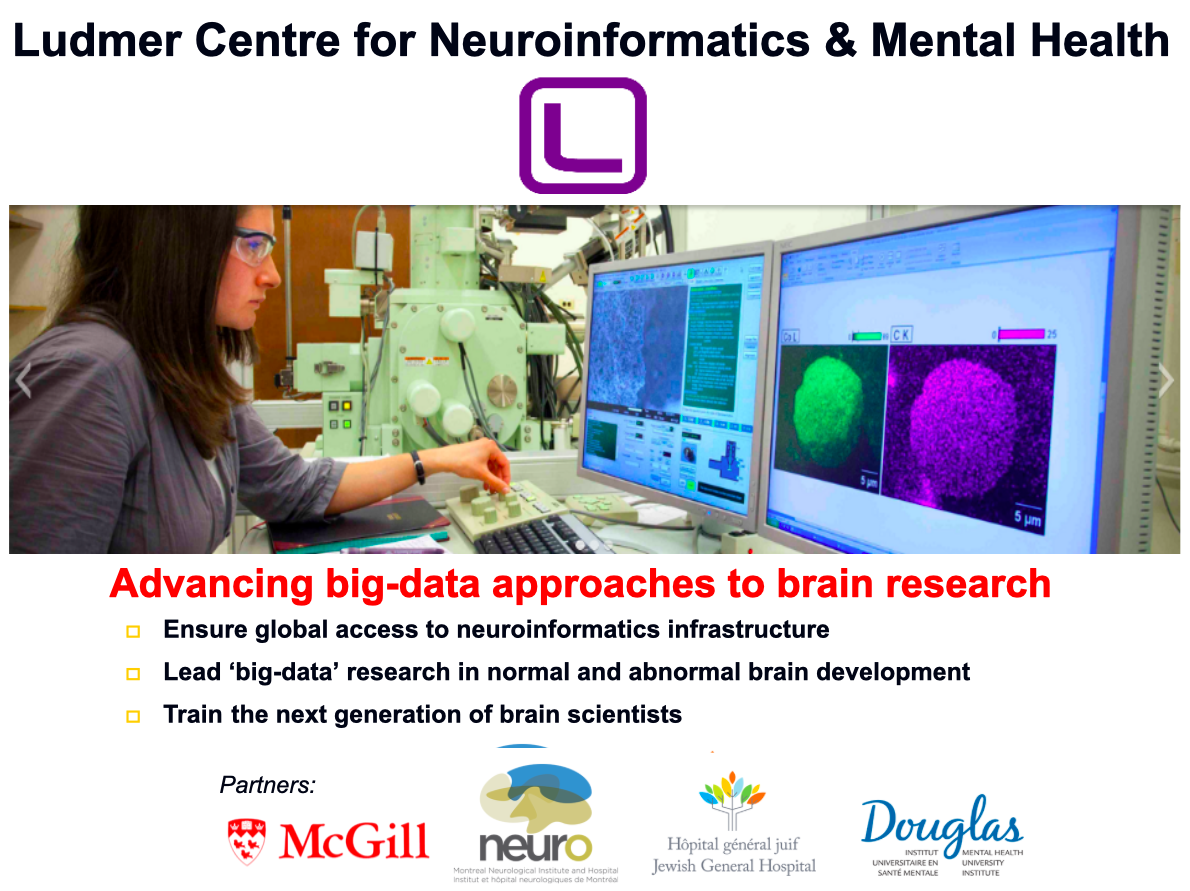 Ludmer Centre for Neuroinformatics & Mental Health
L
Ca L
C K
0
25
5 µm
5 µm
Advancing big-data approaches to brain research
Ensure global access to neuroinformatics infrastructure
Lead ‘big-data’ research in normal and abnormal brain development
Train the next generation of brain scientists
Partners:
McGill
neuro
Montreal Neurological Institute and Hospital
Institut et hôpital neurologiques de Montréal
Hôpital général juif
Jewish General Hospital
Douglas
INSTITUT
UNIVERSITAIRE EN
SANTÉ MENTALE
MENTAL HEALTH
UNIVERSITY
INSTITUTE